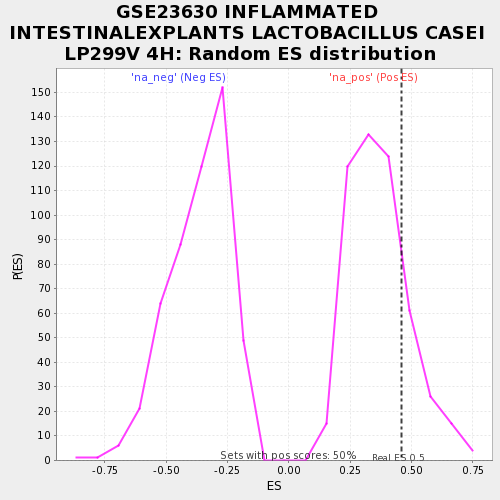 GSE23630 INFLAMMATED
INTESTINALEXPLANTS LACTOBACILLUS CASEI
LP299V 4H: Random ES distribution
'na_neg' (Neg ES)
'na_pos' (Pos ES)
150
140
130
120
110
100
90
80
70
60
50
40
30
20
10
0
P(ES)
Sets with pos scores: 50%
Real ES 0.5
-0.75
-0.50
-0.25
0.00
0.25
0.50
0.75
ES